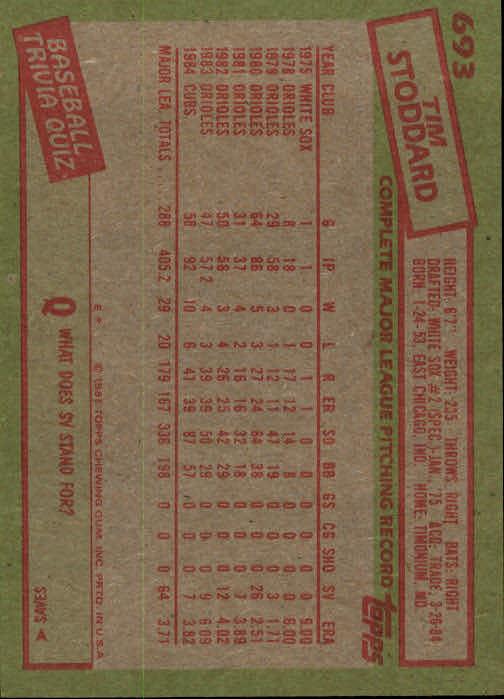 693
TIM
STODDARD
HEIGHT: 6'7" WEIGHT: 235 THROWS: RIGHT BATS: RIGHT
DRAFTED: WHITE SOX #2 (SPEC.)-JAN. '75 ACQ: TRADE, 3-26-84
BORN: 1-24-53, EAST CHICAGO, IND. HOME: TIMONIUM, MD.
COMPLETE MAJOR LEAGUE PITCHING RECORD topps
YEAR CLUB G IP W L R ER SO BB GS CG SHO SV ERA
1975 WHITE SOX 1 1 0 0 1 1 0 0 0 0 0 0 9.00
1978 ORIOLES 8 18 0 1 17 12 14 8 0 0 0 0 6.00
1979 ORIOLES 29 58 3 1 12 11 47 19 0 0 0 3 1.71
1980 ORIOLES 64 86 5 3 27 24 64 38 0 0 0 26 2.51
1981 ORIOLES 31 37 4 2 16 16 32 18 0 0 0 7 3.89
1982 ORIOLES 50 56 3 4 26 25 42 29 0 0 0 12 4.02
1983 ORIOLES 47 57.2 4 3 39 39 50 29 0 0 0 9 6.09
1984 CUBS 58 92 10 6 41 39 87 57 0 0 0 7 3.82
MAJOR LEA. TOTALS .... 288 405.2 29 20 179 167 336 198 0 0 0 64 3.71
E * . © 1985 TOPPS CHEWING GUM, INC. PRTD. IN U.S.A.
BASEBALL
TRIVIA QUIZ
Q WHAT DOES SV STAND FOR?
A SAVES